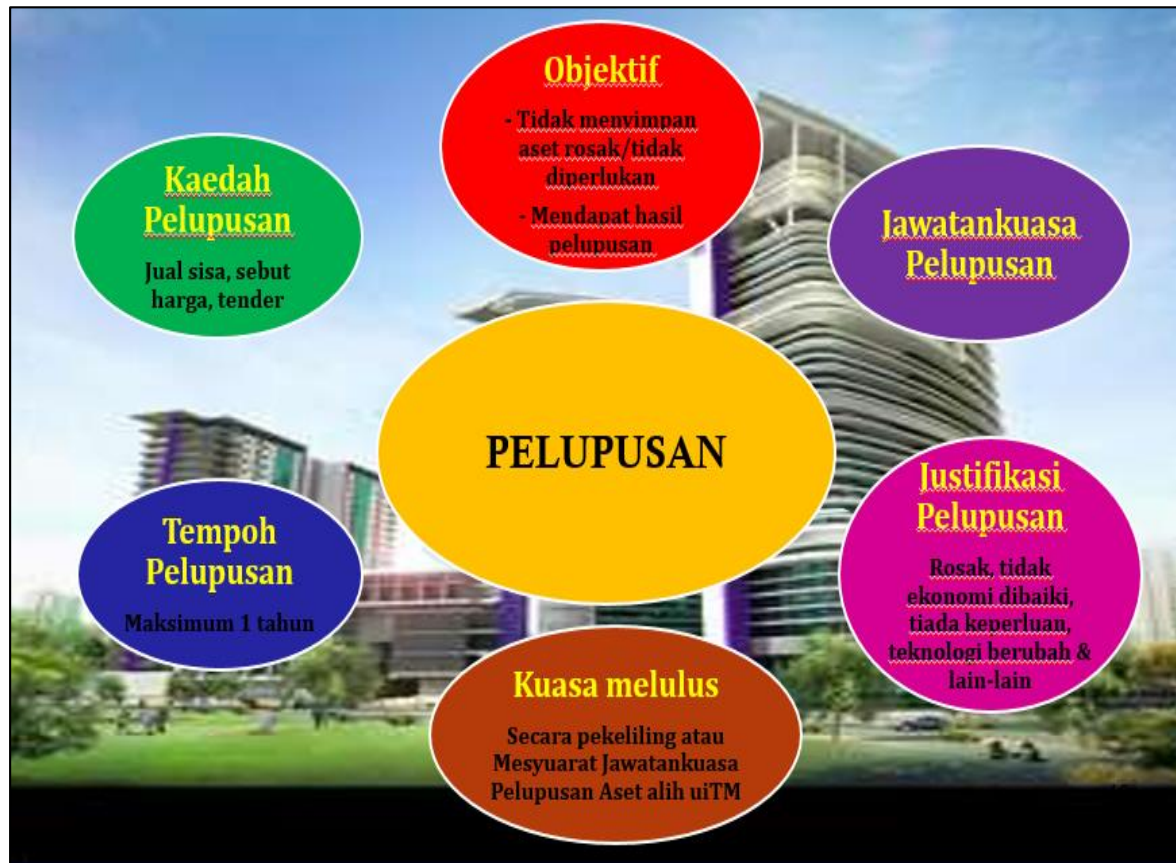 Objektif
- Tidak menyimpan
aset rosak/tidak
diperlukan
- Mendapat hasil
pelupusan
Kaedah
Pelupusan
Jual sisa, sebut
harga, tender
Jawatankuasa
Pelupusan
PELUPUSAN
Tempoh
Pelupusan
Maksimum 1 tahun
Justifikasi
Pelupusan
Rosak, tidak
ekonomi dibaiki,
tiada keperluan,
teknologi berubah &
lain-lain
Kuasa melulus
Secara pekeliling atau
Mesyuarat Jawatankuasa
Pelupusan Aset alih uiTM